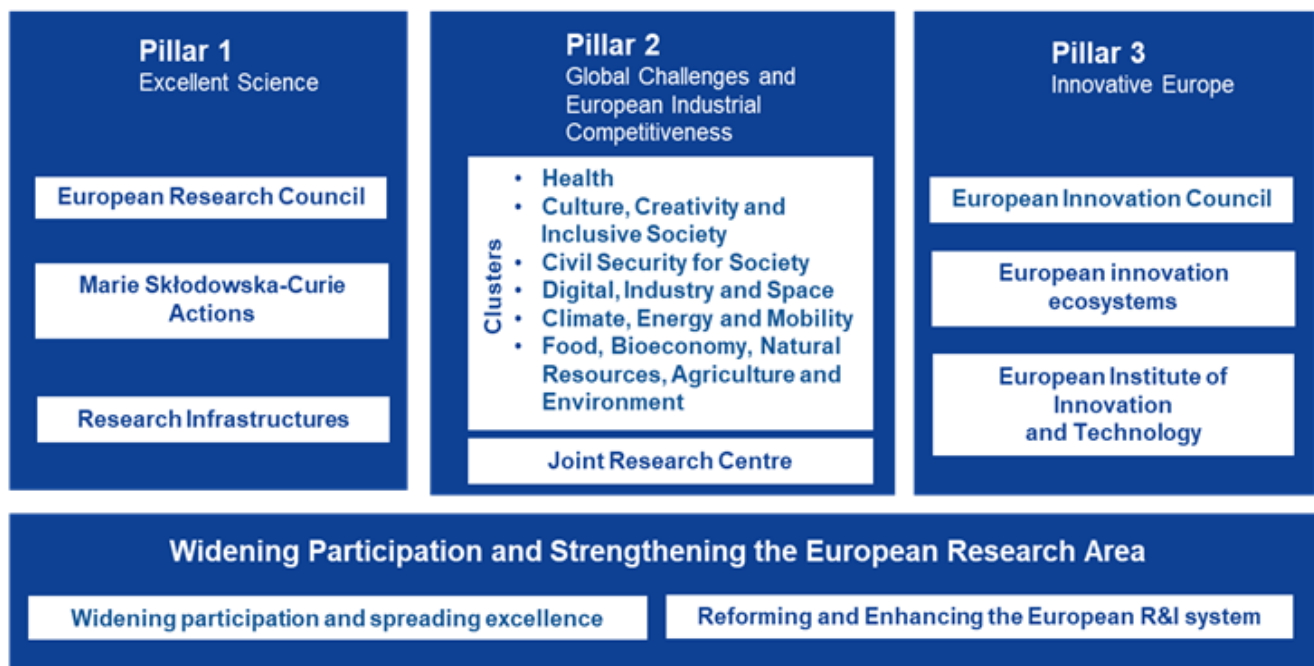 Pillar 1
Excellent Science
European Research Council
Marie Skłodowska-Curie
Actions
Research Infrastructures
Pillar 2
Global Challenges and
European Industrial
Competitiveness
Clusters
• Health
• Culture, Creativity and
Inclusive Society
• Civil Security for Society
• Digital, Industry and Space
• Climate, Energy and Mobility
• Food, Bioeconomy, Natural
Resources, Agriculture and
Environment
Joint Research Centre
Pillar 3
Innovative Europe
European Innovation Council
European innovation
ecosystems
European Institute of
Innovation
and Technology
Widening Participation and Strengthening the European Research Area
Widening participation and spreading excellence
Reforming and Enhancing the European R&I system